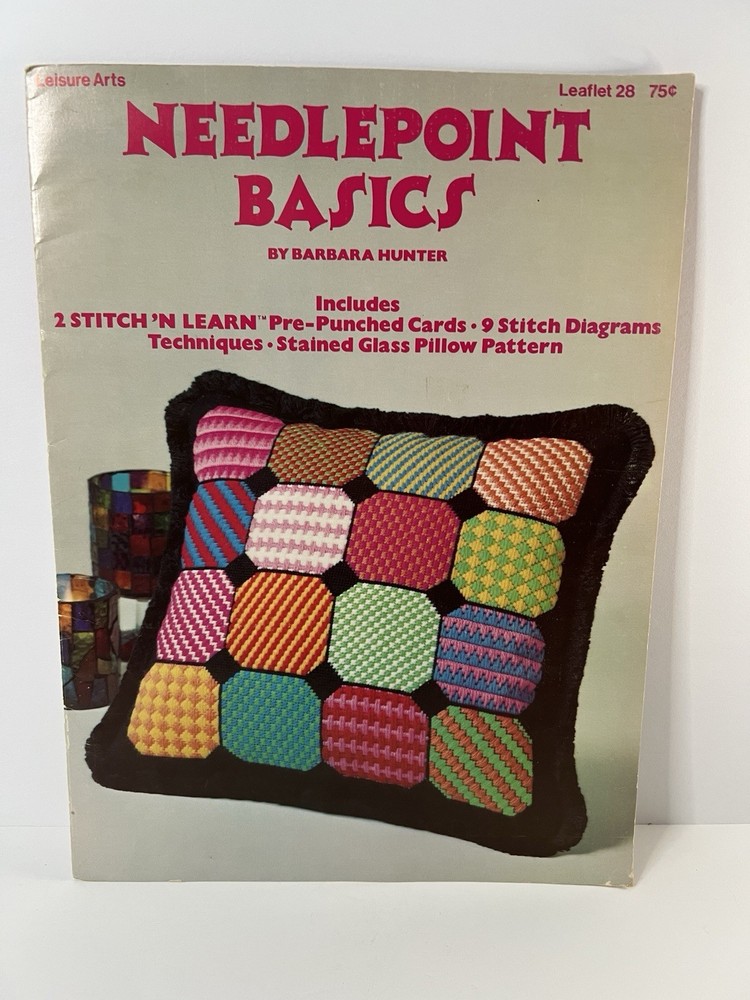 Leisure Arts
Leaflet 28 75¢
NEEDLEPOINT
BASICS
BY BARBARA HUNTER
Includes
2 STITCH 'N LEARN™ Pre-Punched Cards • 9 Stitch Diagrams
Techniques • Stained Glass Pillow Pattern